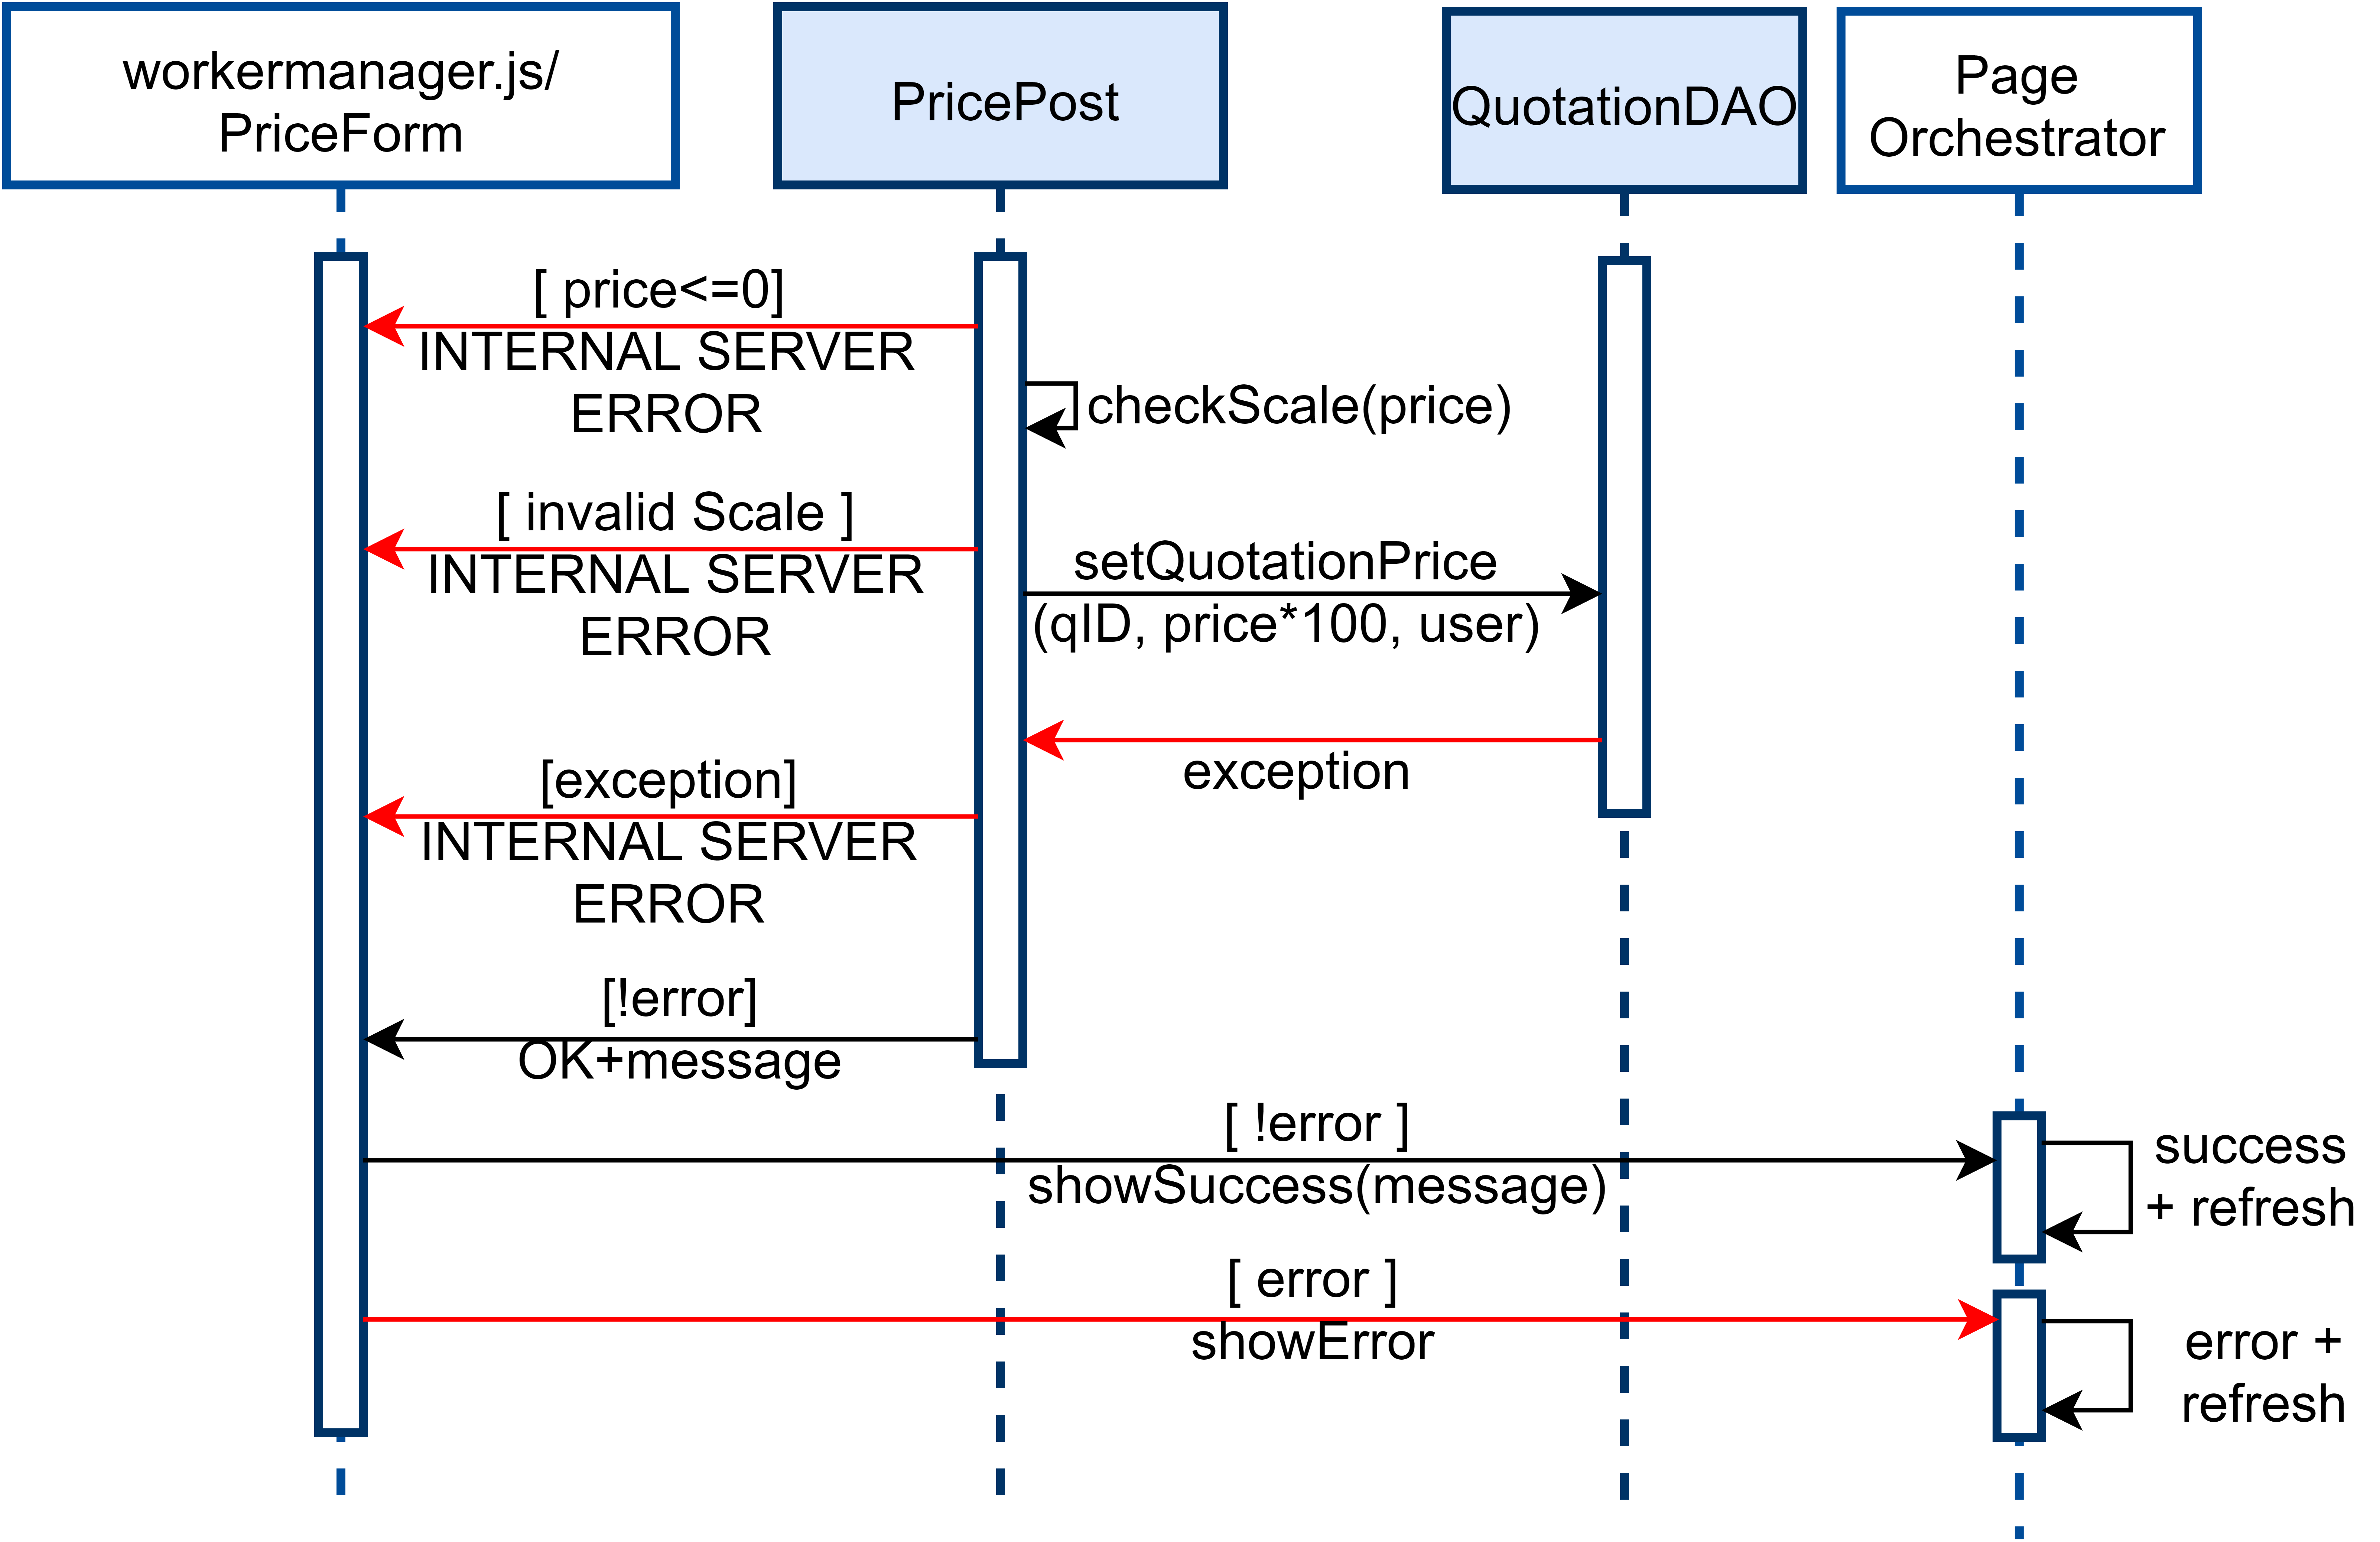 workermanager.js/
PriceForm
PricePost
QuotationDAO
Page
Orchestrator
[ price<=0]
INTERNAL SERVER
ERROR
checkScale(price)
[ invalid Scale ]
INTERNAL SERVER
ERROR
setQuotationPrice
(qID, price*100, user)
exception
[exception]
INTERNAL SERVER
ERROR
[!error]
OK+message
[ !error ]
showSuccess(message)
success
+ refresh
[ error ]
showError
error +
refresh